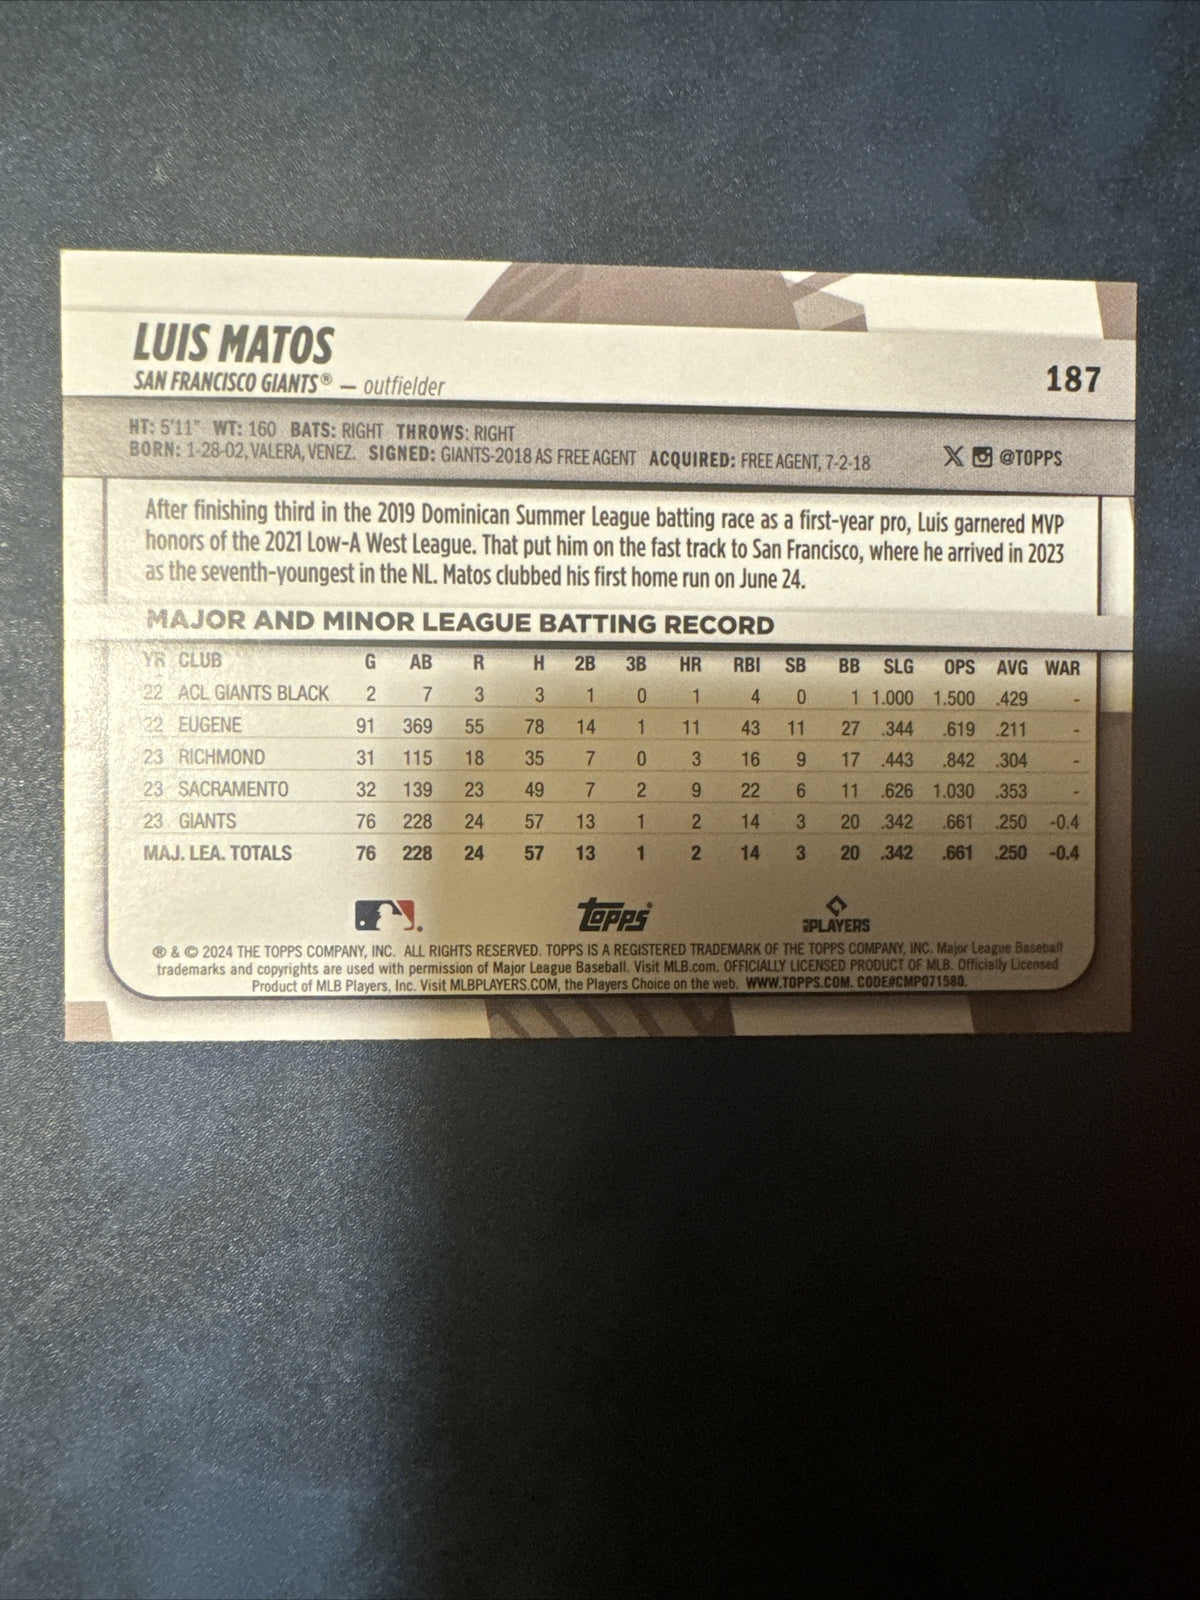 LUIS MATOS
SAN FRANCISCO GIANTS® — outfielder
187
HT: 5'11" WT: 160 BATS: RIGHT THROWS: RIGHT
BORN: 1-28-02, VALERA, VENEZ. SIGNED: GIANTS-2018 AS FREE AGENT ACQUIRED: FREE AGENT, 7-2-18
@TOPPS
After finishing third in the 2019 Dominican Summer League batting race as a first-year pro, Luis garnered MVP
honors of the 2021 Low-A West League. That put him on the fast track to San Francisco, where he arrived in 2023
as the seventh-youngest in the NL. Matos clubbed his first home run on June 24.
MAJOR AND MINOR LEAGUE BATTING RECORD
YR CLUB G AB R H 2B 3B HR RBI SB BB SLG OPS AVG WAR
22 ACL GIANTS BLACK 2 7 3 3 1 0 1 4 0 1 1.000 1.500 .429 -
22 EUGENE 91 369 55 78 14 1 11 43 11 27 .344 .619 .211 -
23 RICHMOND 31 115 18 35 7 0 3 16 9 17 .443 .842 .304 -
23 SACRAMENTO 32 139 23 49 7 2 9 22 6 11 .626 1.030 .353 -
23 GIANTS 76 228 24 57 13 1 2 14 3 20 .342 .661 .250 -0.4
MAJ. LEA. TOTALS 76 228 24 57 13 1 2 14 3 20 .342 .661 .250 -0.4
Topps
MLB PLAYERS
® & © 2024 THE TOPPS COMPANY, INC. ALL RIGHTS RESERVED. TOPPS IS A REGISTERED TRADEMARK OF THE TOPPS COMPANY, INC. Major League Baseball
trademarks and copyrights are used with permission of Major League Baseball. Visit MLB.com. OFFICIALLY LICENSED PRODUCT OF MLB. Officially Licensed
Product of MLB Players, Inc. Visit MLBPLAYERS.COM, the Players Choice on the web. WWW.TOPPS.COM. CODE#CMP071580.